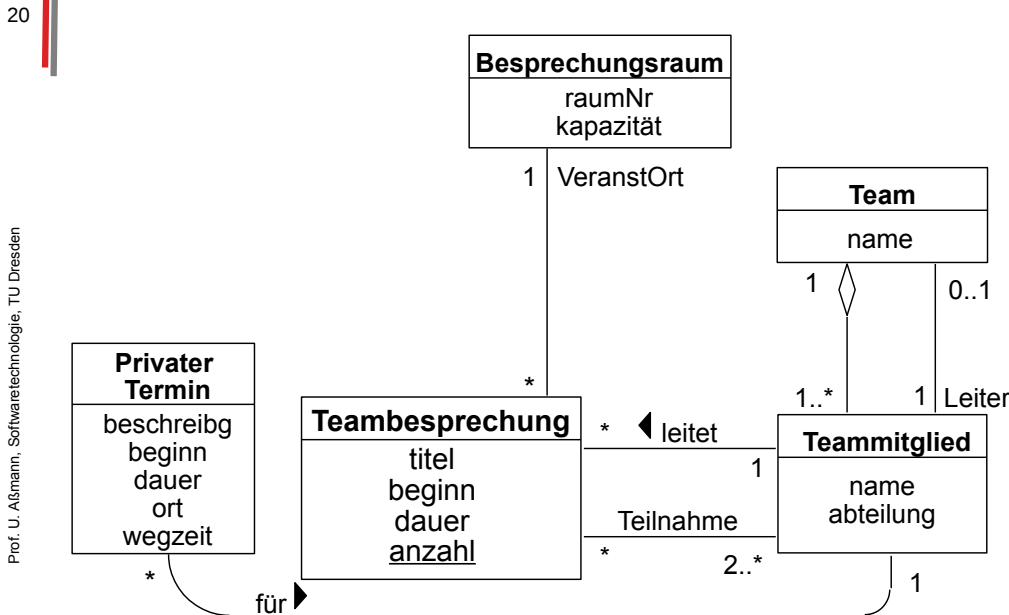 20
Prof. U. Aßmann, Softwaretechnologie, TU Dresden
Besprechungsraum
raumNr
kapazität
1
VeranstOrt
*
Team
name
1
0..1
1..*
1
Leiter
Privater
Termin
beschreibg
beginn
dauer
ort
wegzeit
*
Teambesprechung
titel
beginn
dauer
anzahl
*
leitet
1
Teilnahme
*
2..*
Teammitglied
name
abteilung
1
für